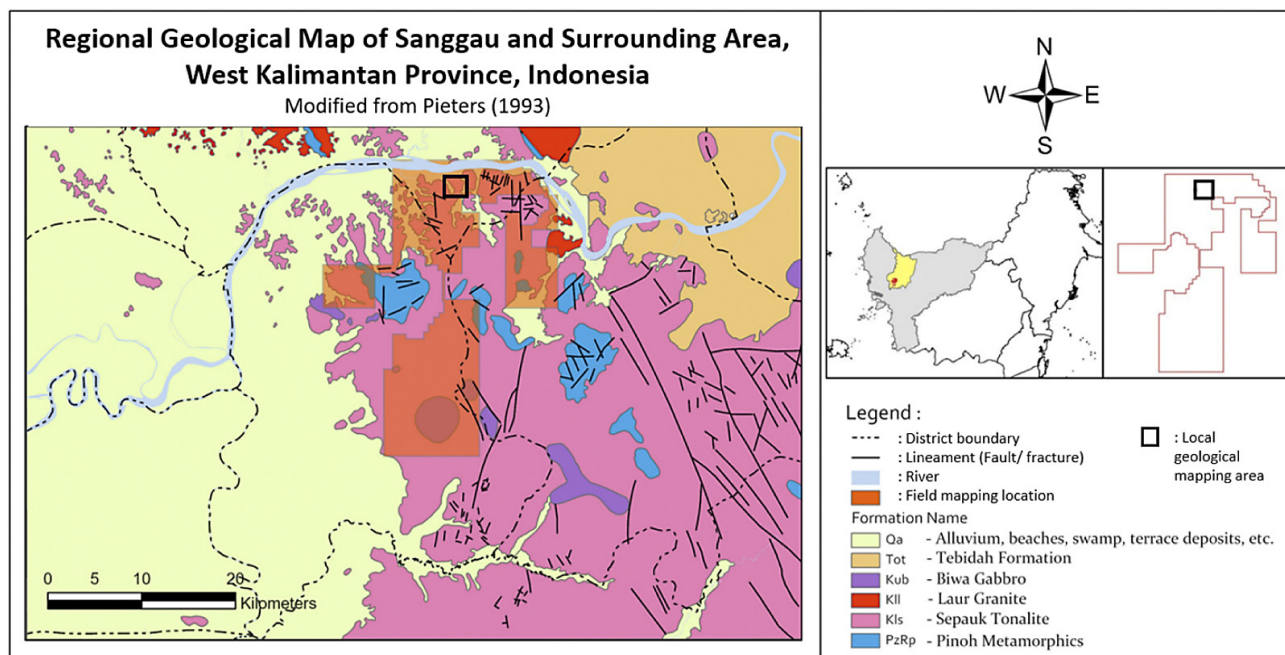 Regional Geological Map of Sanggau and Surrounding Area,
West Kalimantan Province, Indonesia
Modified from Pieters (1993)
0 5 10 20
Kilometers
N
W E
S
Legend :
: District boundary
: Lineament (Fault/ fracture)
: River
: Field mapping location
: Local
geological
mapping area
Formation Name
Qa - Alluvium, beaches, swamp, terrace deposits, etc.
Tot - Tebidah Formation
Kub - Biwa Gabbro
Kll - Laur Granite
Kls - Sepauk Tonalite
PzRp - Pinoh Metamorphics